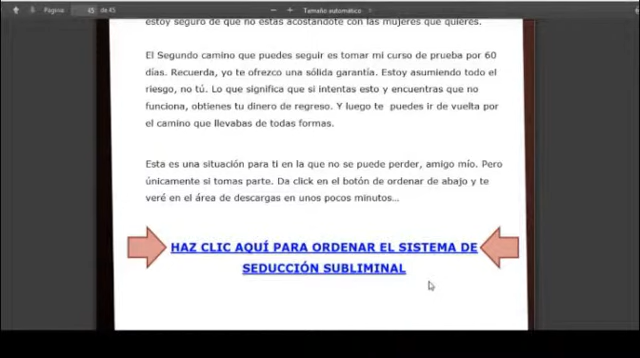 Página: 45 de 45 Tamaño automático
estoy seguro de que no estás acostándote con las mujeres que quieres.
El Segundo camino que puedes seguir es tomar mi curso de prueba por 60
días. Recuerda, yo te ofrezco una sólida garantía. Estoy asumiendo todo el
riesgo, no tú. Lo que significa que si intentas esto y encuentras que no
funciona, obtienes tu dinero de regreso. Y luego te puedes ir de vuelta por
el camino que llevabas de todas formas.
Esta es una situación para ti en la que no se puede perder, amigo mío. Pero
únicamente si tomas parte. Da click en el botón de ordenar de abajo y te
veré en el área de descargas en unos pocos minutos…
HAZ CLIC AQUÍ PARA ORDENAR EL SISTEMA DE
SEDUCCIÓN SUBLIMINAL